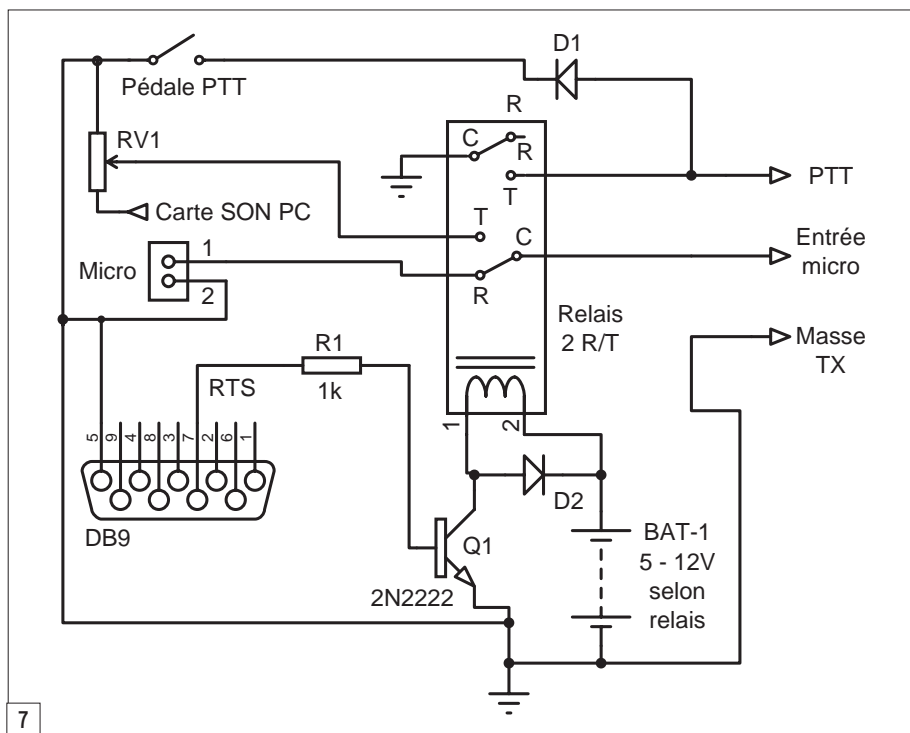 D1
Pédale PTT
R
C
R
T
PTT
RV1
Carte SON PC
T
C
R
Entrée
micro
Micro
1
2
Relais
2 R/T
Masse
TX
R1
1k
RTS
1
2
5 9 4 8 3 7 2 6 1
DB9
D2
Q1
2N2222
BAT-1
5 - 12V
selon
relais
7